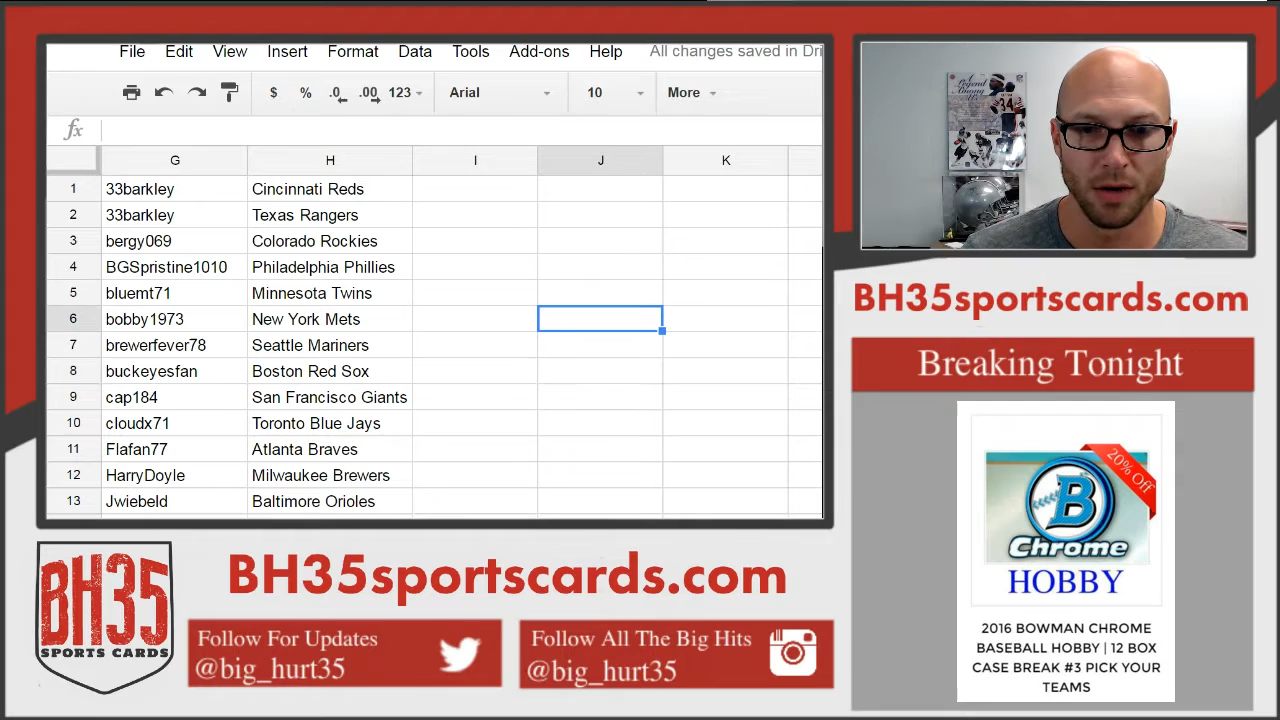 File Edit View Insert Format Data Tools Add-ons Help All changes saved in Dri
$ % .0 .00 123 Arial 10 More
fx
G H I J K
1 33barkley Cincinnati Reds
2 33barkley Texas Rangers
3 bergy069 Colorado Rockies
4 BGSpristine1010 Philadelphia Phillies
5 bluemt71 Minnesota Twins
6 bobby1973 New York Mets
7 brewerfever78 Seattle Mariners
8 buckeyesfan Boston Red Sox
9 cap184 San Francisco Giants
10 cloudx71 Toronto Blue Jays
11 Flafan77 Atlanta Braves
12 HarryDoyle Milwaukee Brewers
13 Jwiebeld Baltimore Orioles
A Legend
Among
34
BH35sportscards.com
Breaking Tonight
20% Off
B
Chrome
HOBBY
2016 BOWMAN CHROME
BASEBALL HOBBY | 12 BOX
CASE BREAK #3 PICK YOUR
TEAMS
BH35
SPORTS CARDS
BH35sportscards.com
Follow For Updates
@big_hurt35
Follow All The Big Hits
@big_hurt35